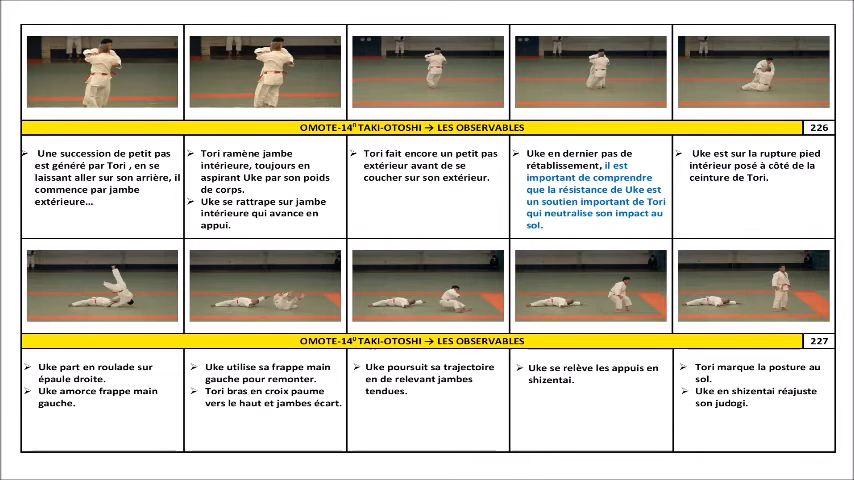 OMOTE-14° TAKI-OTOSHI → LES OBSERVABLES
226
➢ Une succession de petit pas
est généré par Tori , en se
laissant aller sur son arrière, il
commence par jambe
extérieure...
➢ Tori ramène jambe
intérieure, toujours en
aspirant Uke par son poids
de corps.
➢ Uke se rattrape sur jambe
intérieure qui avance en
appui.
➢ Tori fait encore un petit pas
extérieur avant de se
coucher sur son extérieur.
➢ Uke en dernier pas de
rétablissement, il est
important de comprendre
que la résistance de Uke est
un soutien important de Tori
qui neutralise son impact au
sol.
➢ Uke est sur la rupture pied
intérieur posé à côté de la
ceinture de Tori.
OMOTE-14° TAKI-OTOSHI → LES OBSERVABLES
227
➢ Uke part en roulade sur
épaule droite.
➢ Uke amorce frappe main
gauche.
➢ Uke utilise sa frappe main
gauche pour remonter.
➢ Tori bras en croix paume
vers le haut et jambes écart.
➢ Uke poursuit sa trajectoire
en de relevant jambes
tendues.
➢ Uke se relève les appuis en
shizentai.
➢ Tori marque la posture au
sol.
➢ Uke en shizentai réajuste
son judogi.